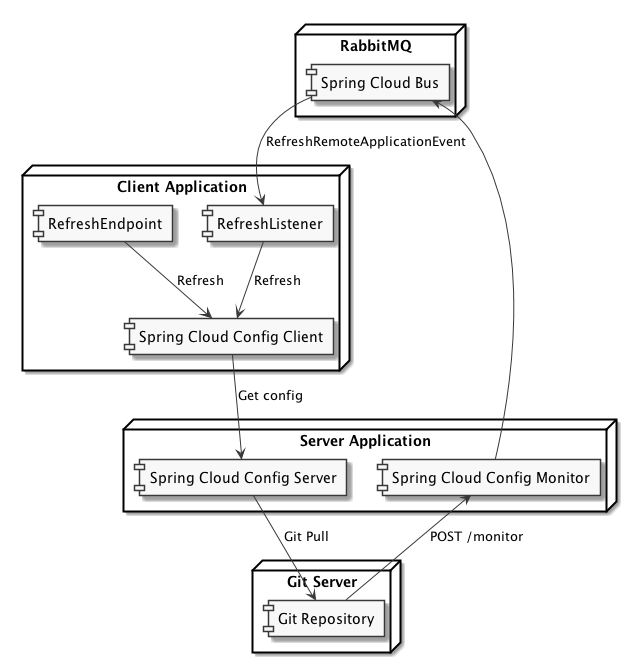 RabbitMQ
Spring Cloud Bus
RefreshRemoteApplicationEvent
Client Application
RefreshEndpoint
RefreshListener
Refresh
Refresh
Spring Cloud Config Client
Get config
Server Application
Spring Cloud Config Server
Spring Cloud Config Monitor
Git Pull
POST /monitor
Git Server
Git Repository